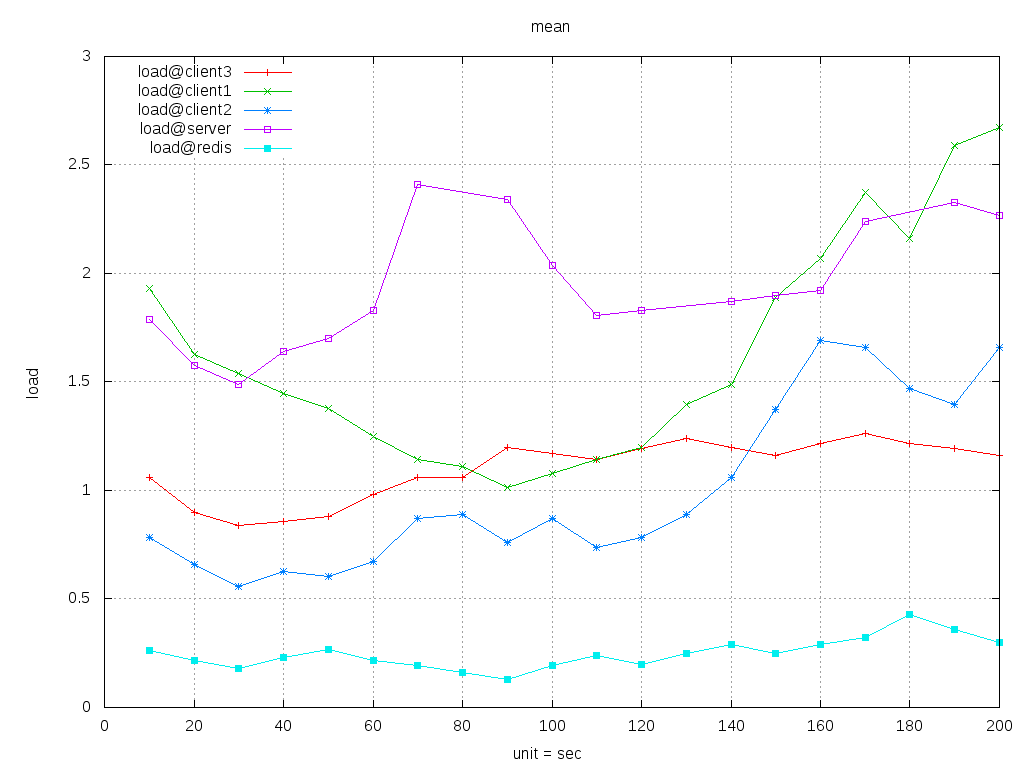 mean
load@client3
load@client1
load@client2
load@server
load@redis
3
2.5
2
1.5
1
0.5
0
load
0 20 40 60 80 100 120 140 160 180 200
unit = sec